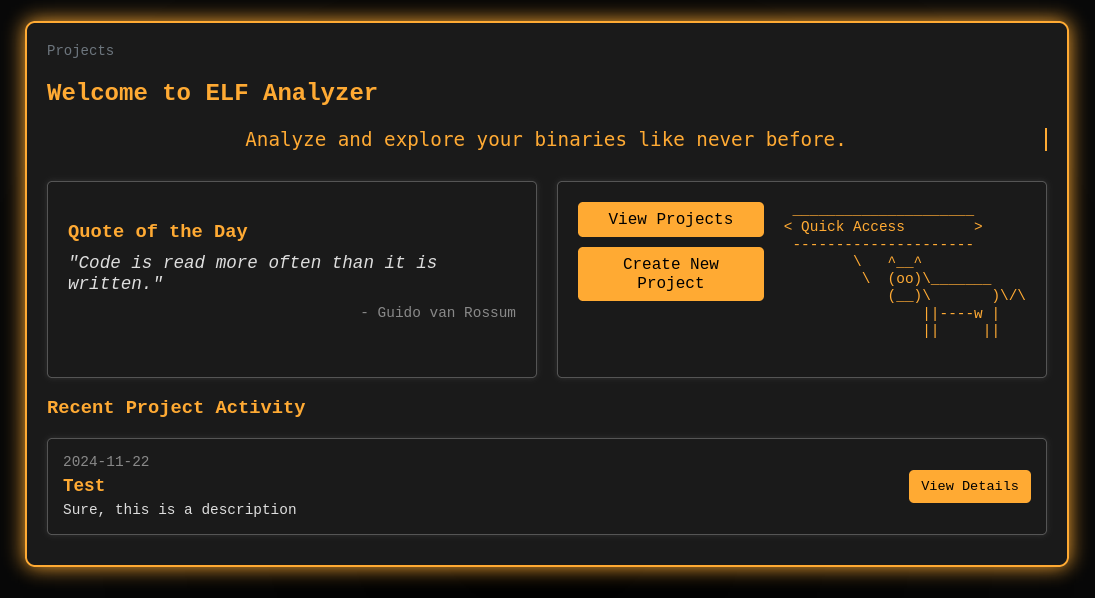 Projects
Welcome to ELF Analyzer
Analyze and explore your binaries like never before.
Quote of the Day
"Code is read more often than it is
written."
- Guido van Rossum
View Projects
Create New
Project
 _____________________
< Quick Access        >
 ---------------------
        \   ^__^
         \  (oo)\_______
            (__)\       )\/\
                ||----w |
                ||     ||
Recent Project Activity
2024-11-22
Test
Sure, this is a description
View Details